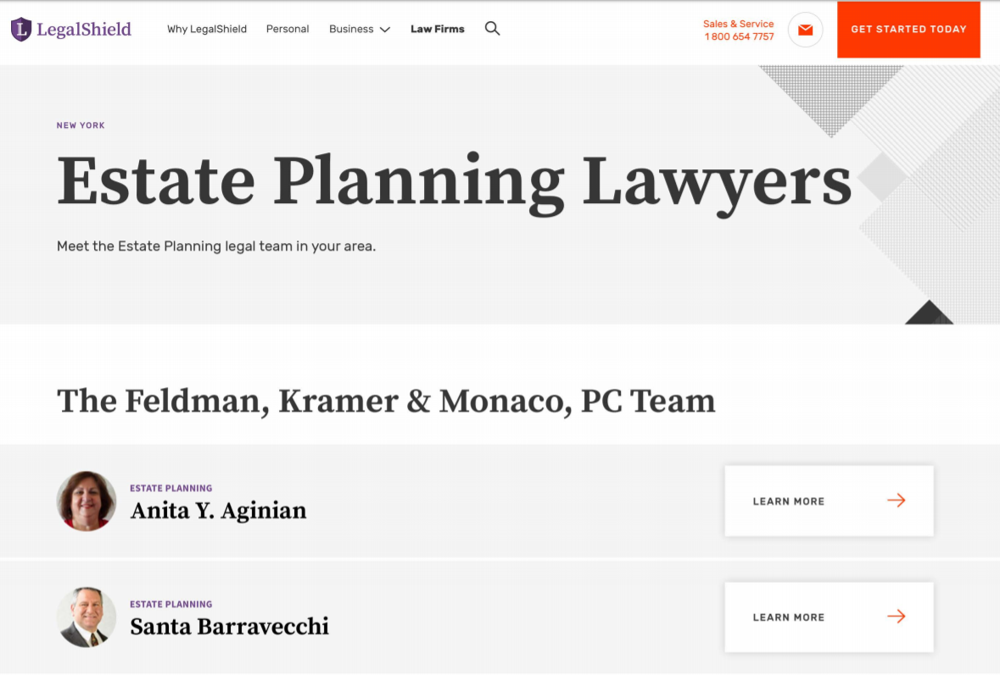 LegalShield
Why LegalShield Personal Business Law Firms
Sales & Service
1 800 654 7757
GET STARTED TODAY
NEW YORK
Estate Planning Lawyers
Meet the Estate Planning legal team in your area.
The Feldman, Kramer & Monaco, PC Team
ESTATE PLANNING
Anita Y. Aginian
LEARN MORE
ESTATE PLANNING
Santa Barravecchi
LEARN MORE